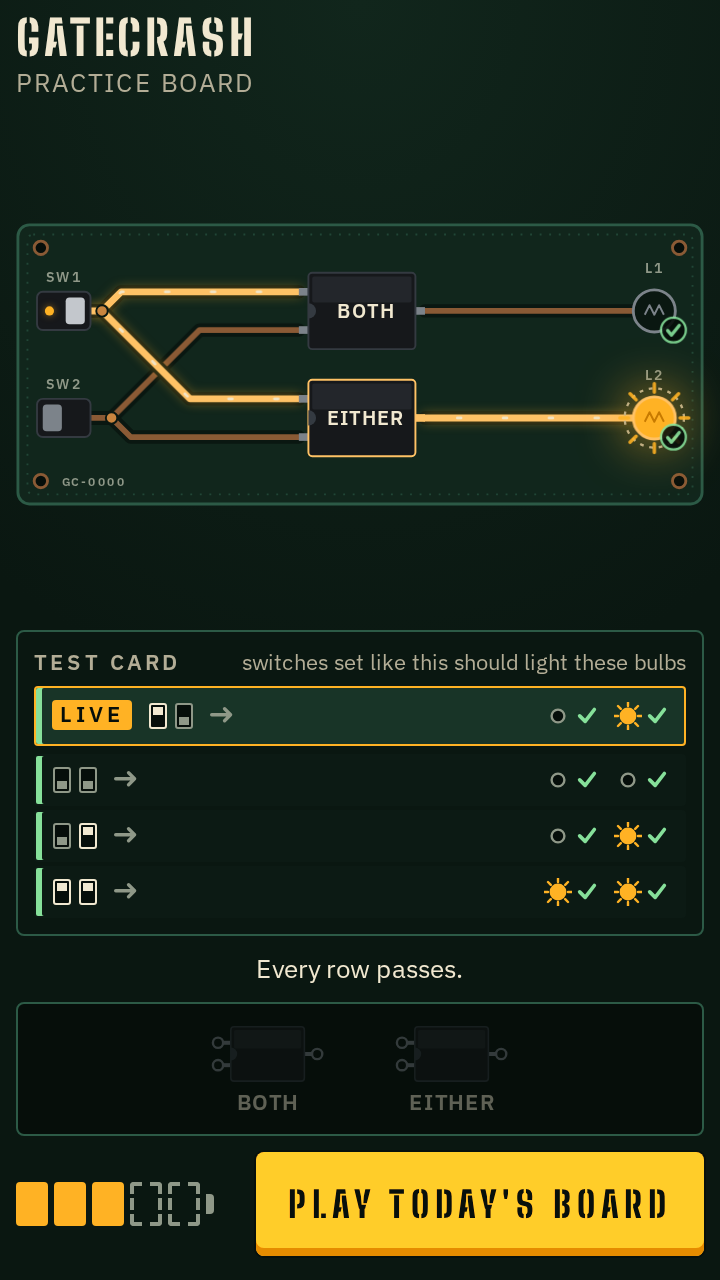 GATECRASH
PRACTICE BOARD
SW1
L1
BOTH
SW2
L2
EITHER
GC-0000
TEST CARD
switches set like this should light these bulbs
LIVE
Every row passes.
BOTH
EITHER
PLAY TODAY'S BOARD